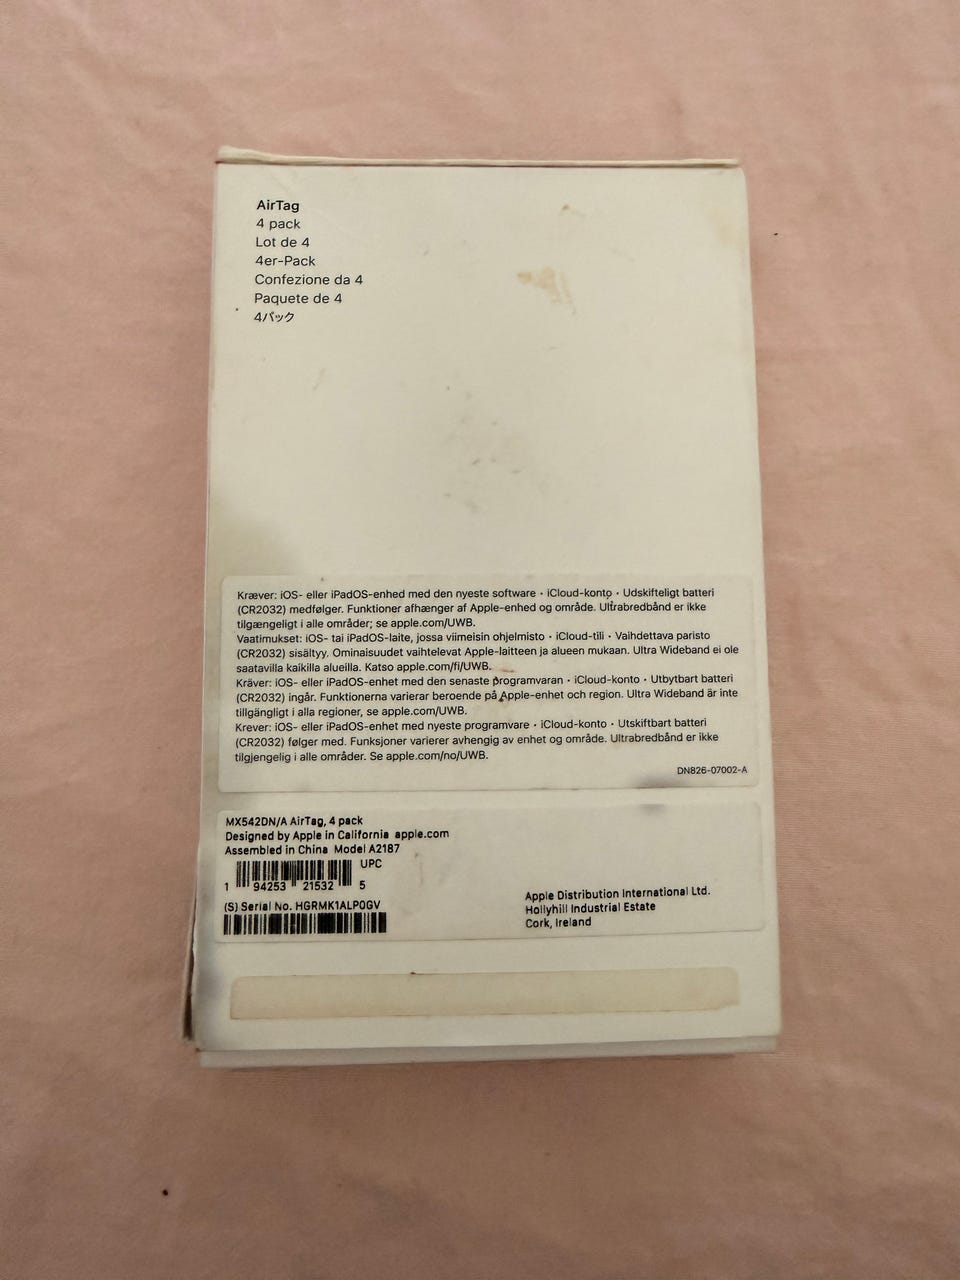 AirTag
4 pack
Lot de 4
4er-Pack
Confezione da 4
Paquete de 4
4パック
Kræver: iOS- eller iPadOS-enhed med den nyeste software · iCloud-konto · Udskifteligt batteri
(CR2032) medfølger. Funktioner afhænger af Apple-enhed og område. Ultrabredbånd er ikke
tilgængeligt i alle områder; se apple.com/UWB.
Vaatimukset: iOS- tai iPadOS-laite, jossa viimeisin ohjelmisto · iCloud-tili · Vaihdettava paristo
(CR2032) sisältyy. Ominaisuudet vaihtelevat Apple-laitteen ja alueen mukaan. Ultra Wideband ei ole
saatavilla kaikilla alueilla. Katso apple.com/fi/UWB.
Kräver: iOS- eller iPadOS-enhet med den senaste programvaran · iCloud-konto · Utbytbart batteri
(CR2032) ingår. Funktionerna varierar beroende på Apple-enhet och region. Ultra Wideband är inte
tillgängligt i alla regioner, se apple.com/UWB.
Krever: iOS- eller iPadOS-enhet med nyeste programvare · iCloud-konto · Utskiftbart batteri
(CR2032) følger med. Funksjoner varierer avhengig av enhet og område. Ultrabredbånd er ikke
tilgjengelig i alle områder. Se apple.com/no/UWB.
DN826-07002-A
MX542DN/A AirTag, 4 pack
Designed by Apple in California apple.com
Assembled in China Model A2187
UPC
1 94253 21532 5
(S) Serial No. HGRMK1ALP0GV
Apple Distribution International Ltd.
Hollyhill Industrial Estate
Cork, Ireland